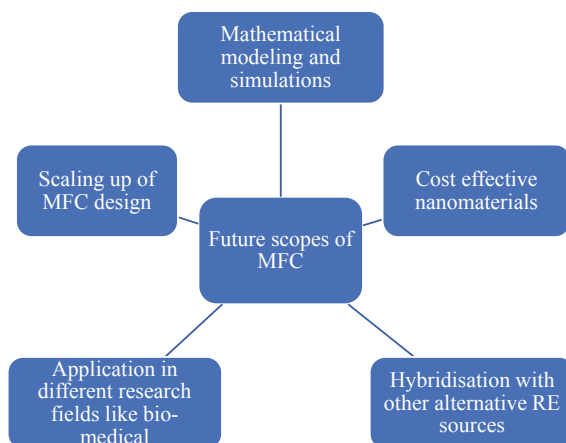 Mathematical
modeling and
simulations
Scaling up of
MFC design
Cost effective
nanomaterials
Future scopes of
MFC
Application in
different research
fields like bio-
medical
Hybridisation with
other alternative RE
sources